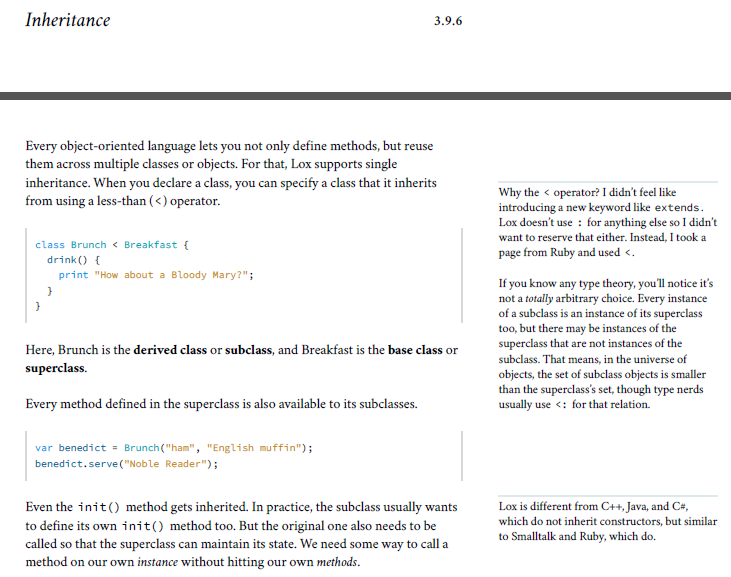 Inheritance
3.9.6
Every object-oriented language lets you not only define methods, but reuse
them across multiple classes or objects. For that, Lox supports single
inheritance. When you declare a class, you can specify a class that it inherits
from using a less-than (<) operator.
class Brunch < Breakfast {
  drink() {
    print "How about a Bloody Mary?";
  }
}
Here, Brunch is the derived class or subclass, and Breakfast is the base class or
superclass.
Every method defined in the superclass is also available to its subclasses.
var benedict = Brunch("ham", "English muffin");
benedict.serve("Noble Reader");
Even the init() method gets inherited. In practice, the subclass usually wants
to define its own init() method too. But the original one also needs to be
called so that the superclass can maintain its state. We need some way to call a
method on our own instance without hitting our own methods.
Why the < operator? I didn’t feel like
introducing a new keyword like extends.
Lox doesn’t use : for anything else so I didn’t
want to reserve that either. Instead, I took a
page from Ruby and used <.
If you know any type theory, you’ll notice it’s
not a totally arbitrary choice. Every instance
of a subclass is an instance of its superclass
too, but there may be instances of the
superclass that are not instances of the
subclass. That means, in the universe of
objects, the set of subclass objects is smaller
than the superclass’s set, though type nerds
usually use <: for that relation.
Lox is different from C++, Java, and C#,
which do not inherit constructors, but similar
to Smalltalk and Ruby, which do.